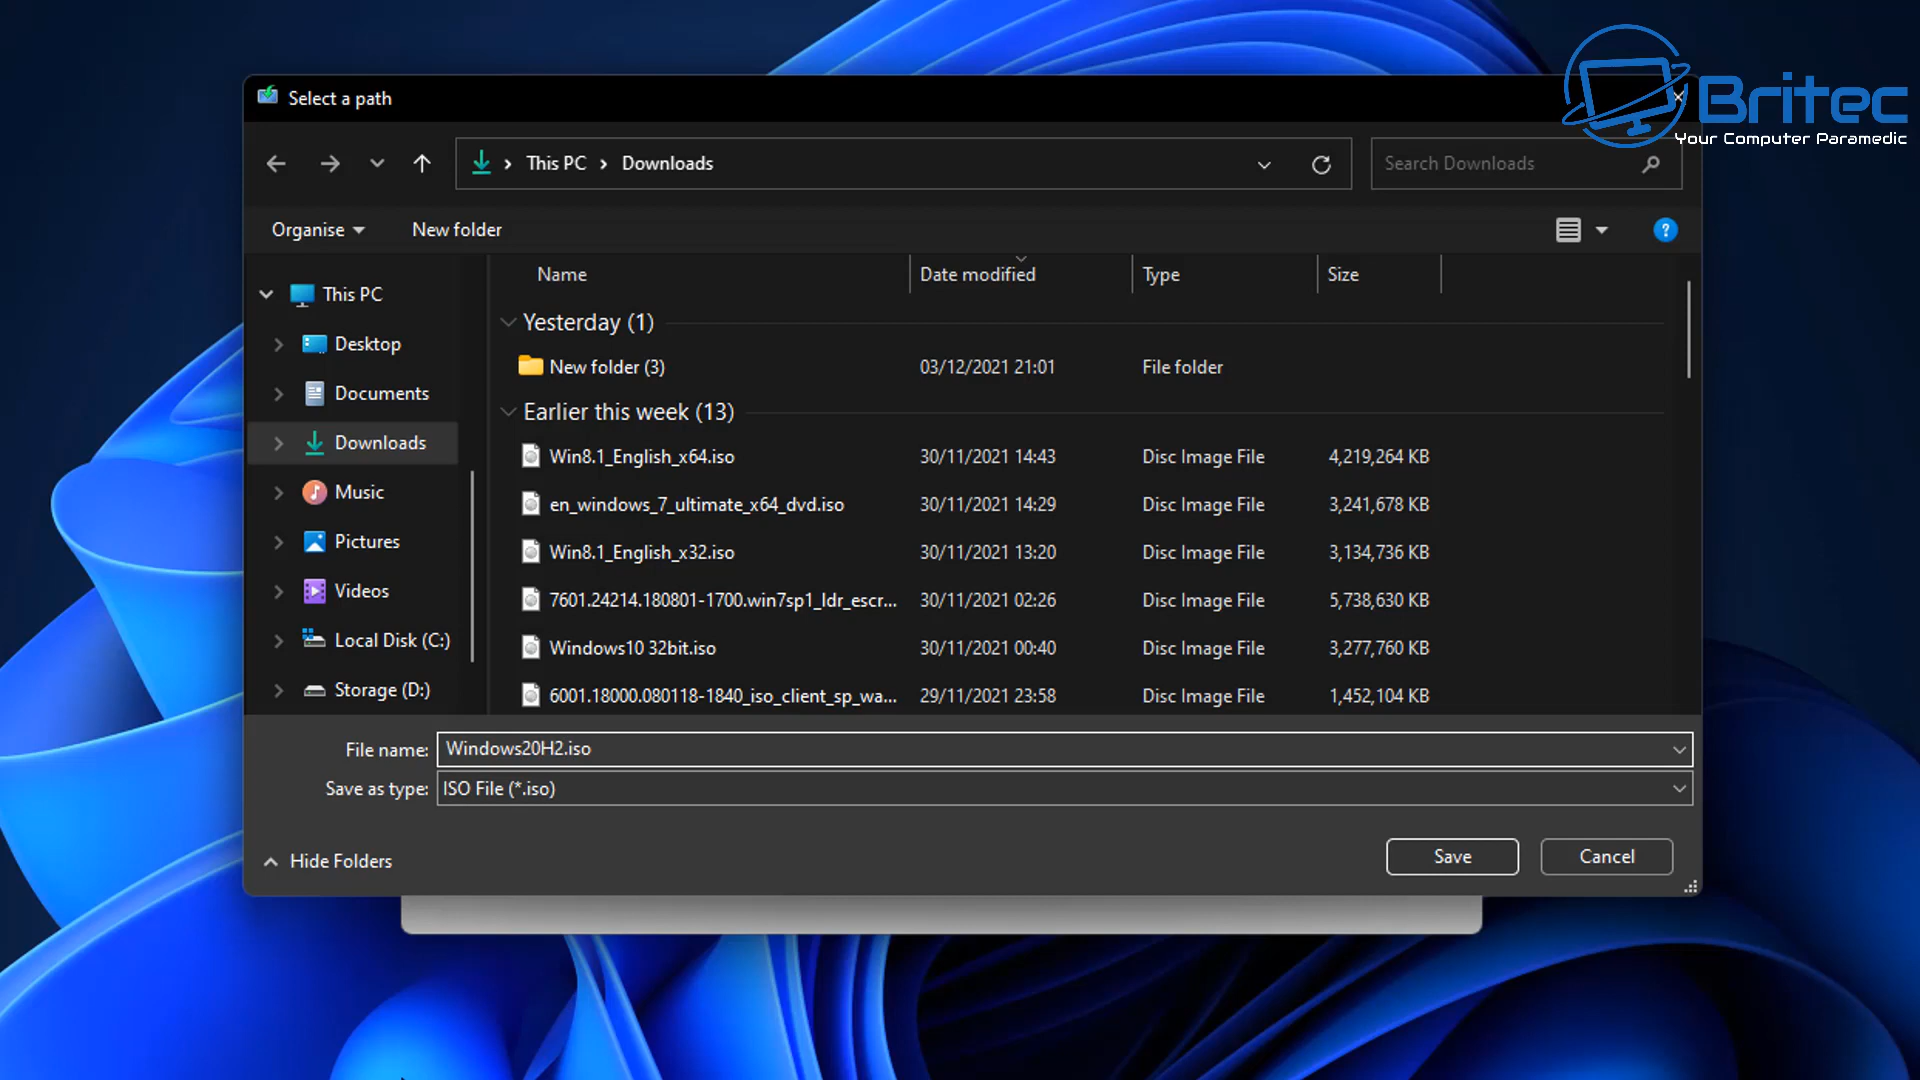 Select a path
Britec
Your Computer Paramedic
This PC
Downloads
Search Downloads
Organise
New folder
?
Name Date modified Type Size
This PC
Desktop
Documents
Downloads
Music
Pictures
Videos
Local Disk (C:)
Storage (D:)
Yesterday (1)
New folder (3) 03/12/2021 21:01 File folder
Earlier this week (13)
Win8.1_English_x64.iso 30/11/2021 14:43 Disc Image File 4,219,264 KB
en_windows_7_ultimate_x64_dvd.iso 30/11/2021 14:29 Disc Image File 3,241,678 KB
Win8.1_English_x32.iso 30/11/2021 13:20 Disc Image File 3,134,736 KB
7601.24214.180801-1700.win7sp1_ldr_escr... 30/11/2021 02:26 Disc Image File 5,738,630 KB
Windows10 32bit.iso 30/11/2021 00:40 Disc Image File 3,277,760 KB
6001.18000.080118-1840_iso_client_sp_wa... 29/11/2021 23:58 Disc Image File 1,452,104 KB
File name: Windows20H2.iso
Save as type: ISO File (*.iso)
Hide Folders
Save
Cancel